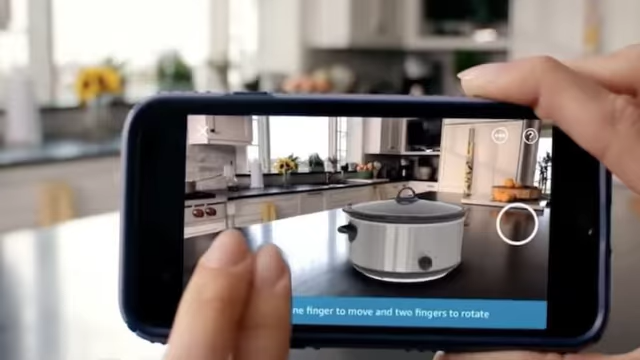 ne finger to move and two fingers to rotate
?